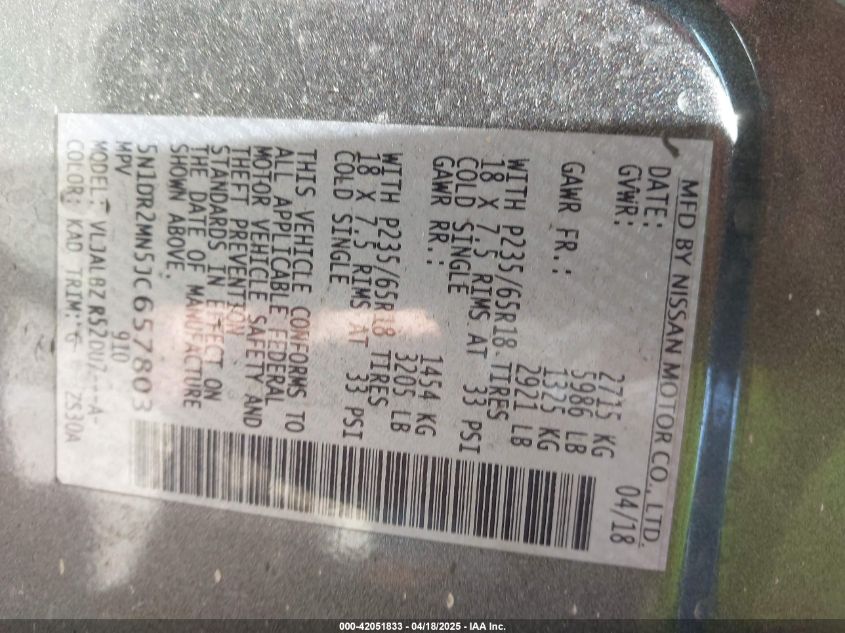 MFD BY NISSAN MOTOR CO., LTD.
DATE: 04/18
GVWR: 2715 KG
5986 LB
GAWR FR.: 1325 KG
2921 LB
WITH P235/65R18 TIRES
18 X 7.5 RIMS AT 33 PSI
COLD SINGLE
GAWR RR.: 1454 KG
3205 LB
WITH P235/65R18 TIRES
18 X 7.5 RIMS AT 33 PSI
COLD SINGLE
THIS VEHICLE CONFORMS TO
ALL APPLICABLE FEDERAL
MOTOR VEHICLE SAFETY AND
THEFT PREVENTION
STANDARDS IN EFFECT ON
THE DATE OF MANUFACTURE
SHOWN ABOVE.
5N1DR2MN5JC657803
MPV 910
MODEL:
COLOR: KAD TRIM: G 2S30A
000-42051833 - 04/18/2025 - IAA Inc.